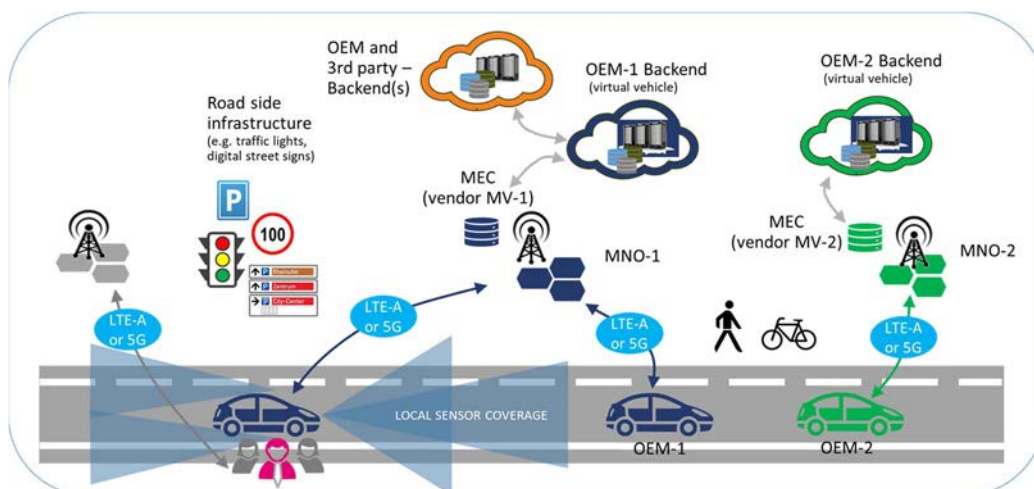 OEM and
3rd party –
Backend(s)
OEM-1 Backend
(virtual vehicle)
OEM-2 Backend
(virtual vehicle)
Road side
infrastructure
(e.g. traffic lights,
digital street signs)
P
100
MEC
(vendor MV-1)
MNO-1
MEC
(vendor MV-2)
MNO-2
P
P Zentrum
P City-Center
LTE-A
or 5G
LTE-A
or 5G
LTE-A
or 5G
LTE-A
or 5G
LOCAL SENSOR COVERAGE
OEM-1
OEM-2